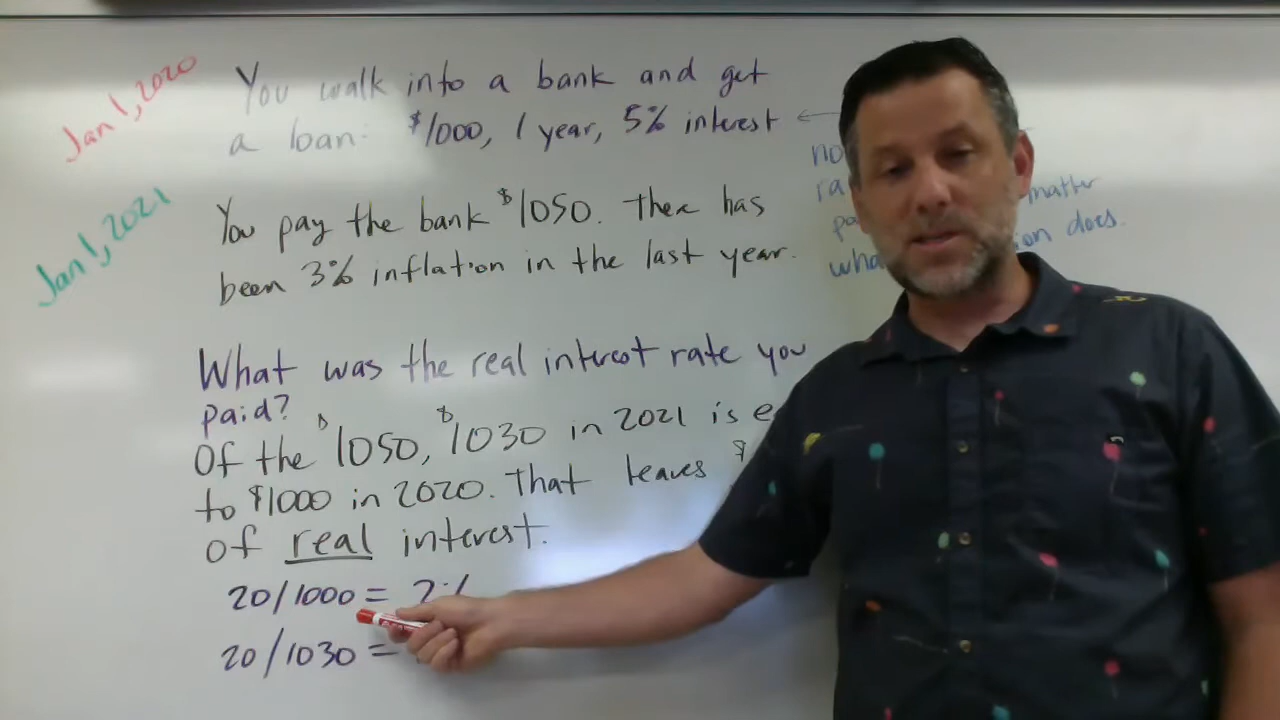 Jan 1, 2020
You walk into a bank and get
a loan: $1000, 1 year, 5% interest ←
matter
does.
Jan 1, 2021
You pay the bank $1050. There has
been 3% inflation in the last year.
What was the real interest rate you
paid?
Of the $1050, $1030 in 2021 is
to $1000 in 2020. That leaves $
of real interest.
20/1000 = 2%
20/1030 =